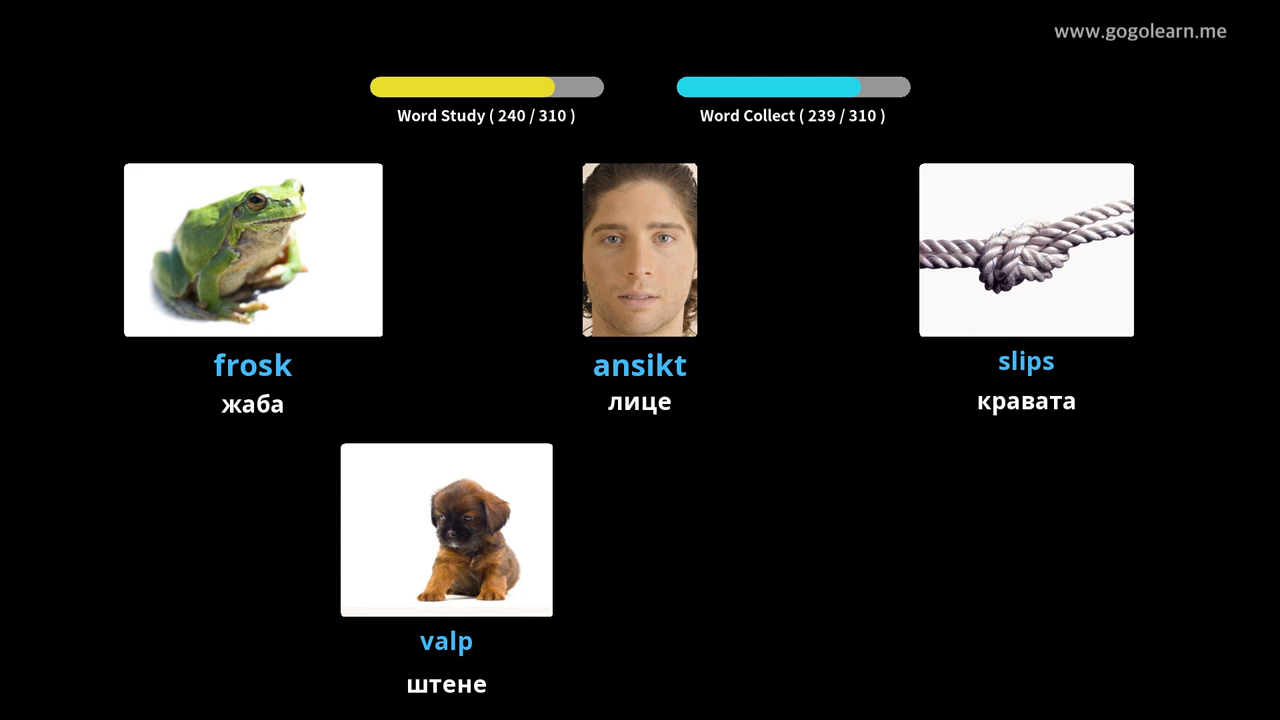 www.gogolearn.me
Word Study ( 240 / 310 )
Word Collect ( 239 / 310 )
frosk
жаба
ansikt
лице
slips
кравата
valp
штене